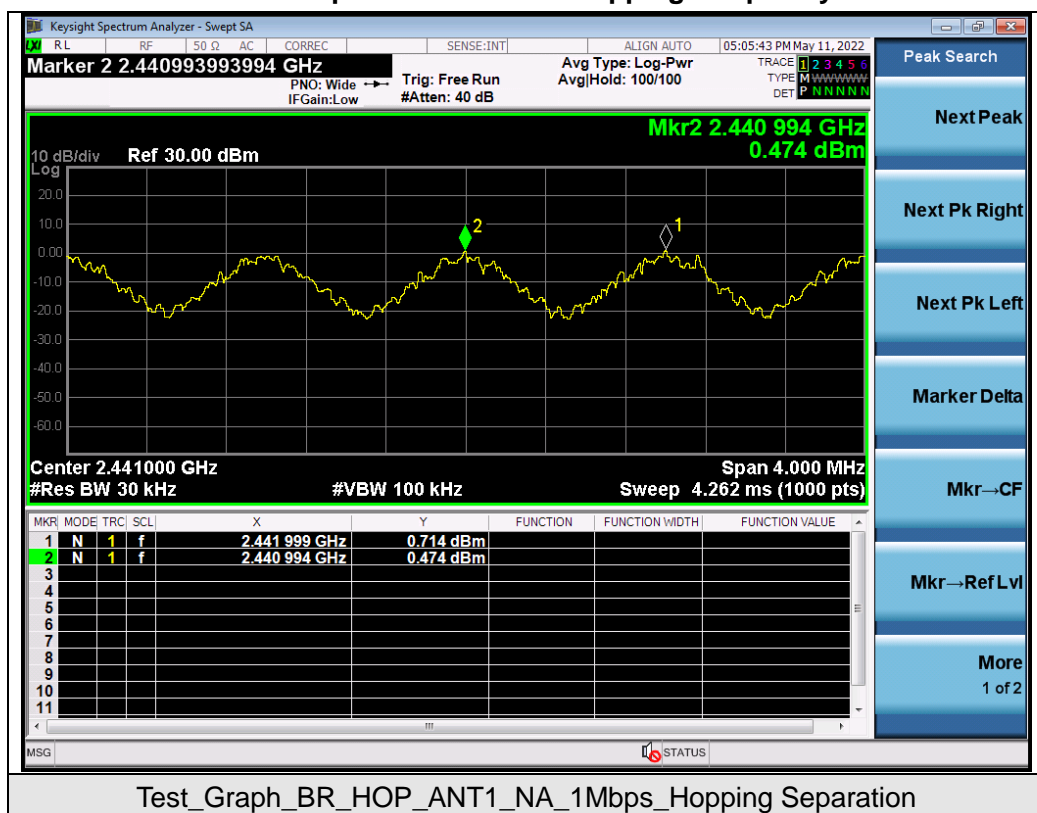 Keysight Spectrum Analyzer - Swept SA
LXI RL RF 50 Ω AC CORREC SENSE:INT ALIGN AUTO 05:05:43 PM May 11, 2022
Marker 2 2.440993993994 GHz
PNO: Wide
IFGain:Low
Trig: Free Run
#Atten: 40 dB
Avg Type: Log-Pwr
Avg|Hold: 100/100
TRACE 1 2 3 4 5 6
TYPE M WWWWW
DET P N N N N N
Mkr2 2.440 994 GHz
0.474 dBm
10 dB/div Ref 30.00 dBm
Log
20.0
10.0
0.00
-10.0
-20.0
-30.0
-40.0
-50.0
-60.0
2
1
Center 2.441000 GHz Span 4.000 MHz
#Res BW 30 kHz #VBW 100 kHz Sweep 4.262 ms (1000 pts)
MKR MODE TRC SCL X Y FUNCTION FUNCTION WIDTH FUNCTION VALUE
1 N 1 f 2.441 999 GHz 0.714 dBm
2 N 1 f 2.440 994 GHz 0.474 dBm
3
4
5
6
7
8
9
10
11
MSG STATUS
Peak Search
Next Peak
Next Pk Right
Next Pk Left
Marker Delta
Mkr→CF
Mkr→Ref Lvl
More
1 of 2
Test_Graph_BR_HOP_ANT1_NA_1Mbps_Hopping Separation